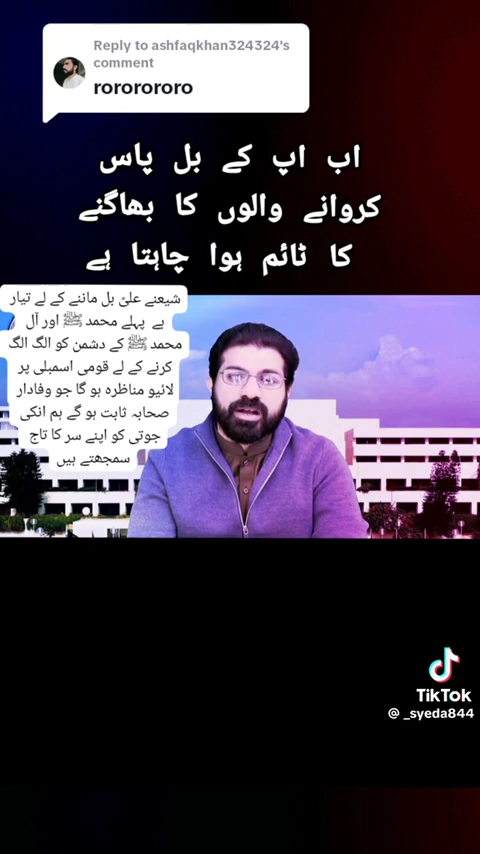 Reply to ashfaqkhan324324's
comment
rorororoRO
اب اپ کے بل پاس
کروانے والوں کا بھاگنے
کا ٹائم ہوا چاہتا ہے
شیعنے علیؑ بل ماننے کے لے تیار
ہے پہلے محمد ﷺ اور آل
محمد ﷺ کے دشمن کو الگ الگ
کرنے کے لے قومی اسمبلی پر
لائیو مناظرہ ہو گا جو وفادار
صحابہ ثابت ہو گے ہم انکی
جوتی کو اپنے سر کا تاج
سمجھتے ہیں
TikTok
@ _syeda844